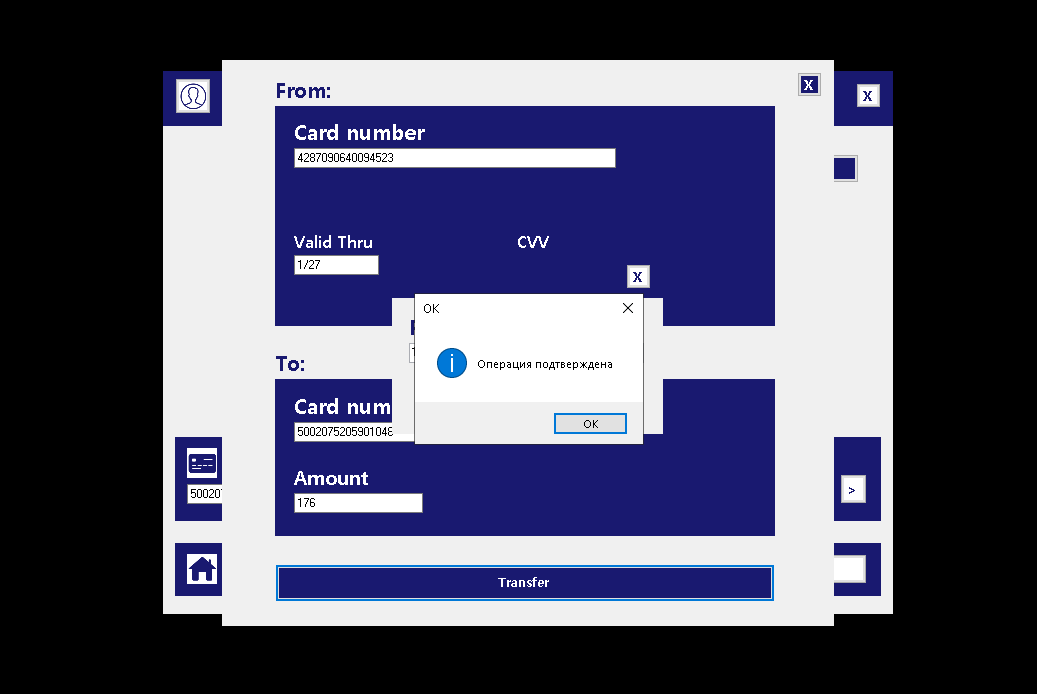 From:
X
X
Card number
4287090640094523
Valid Thru
CVV
1/27
X
OK
Операция подтверждена
OK
To:
Card num
5002075205901048
50020
>
Amount
176
Transfer